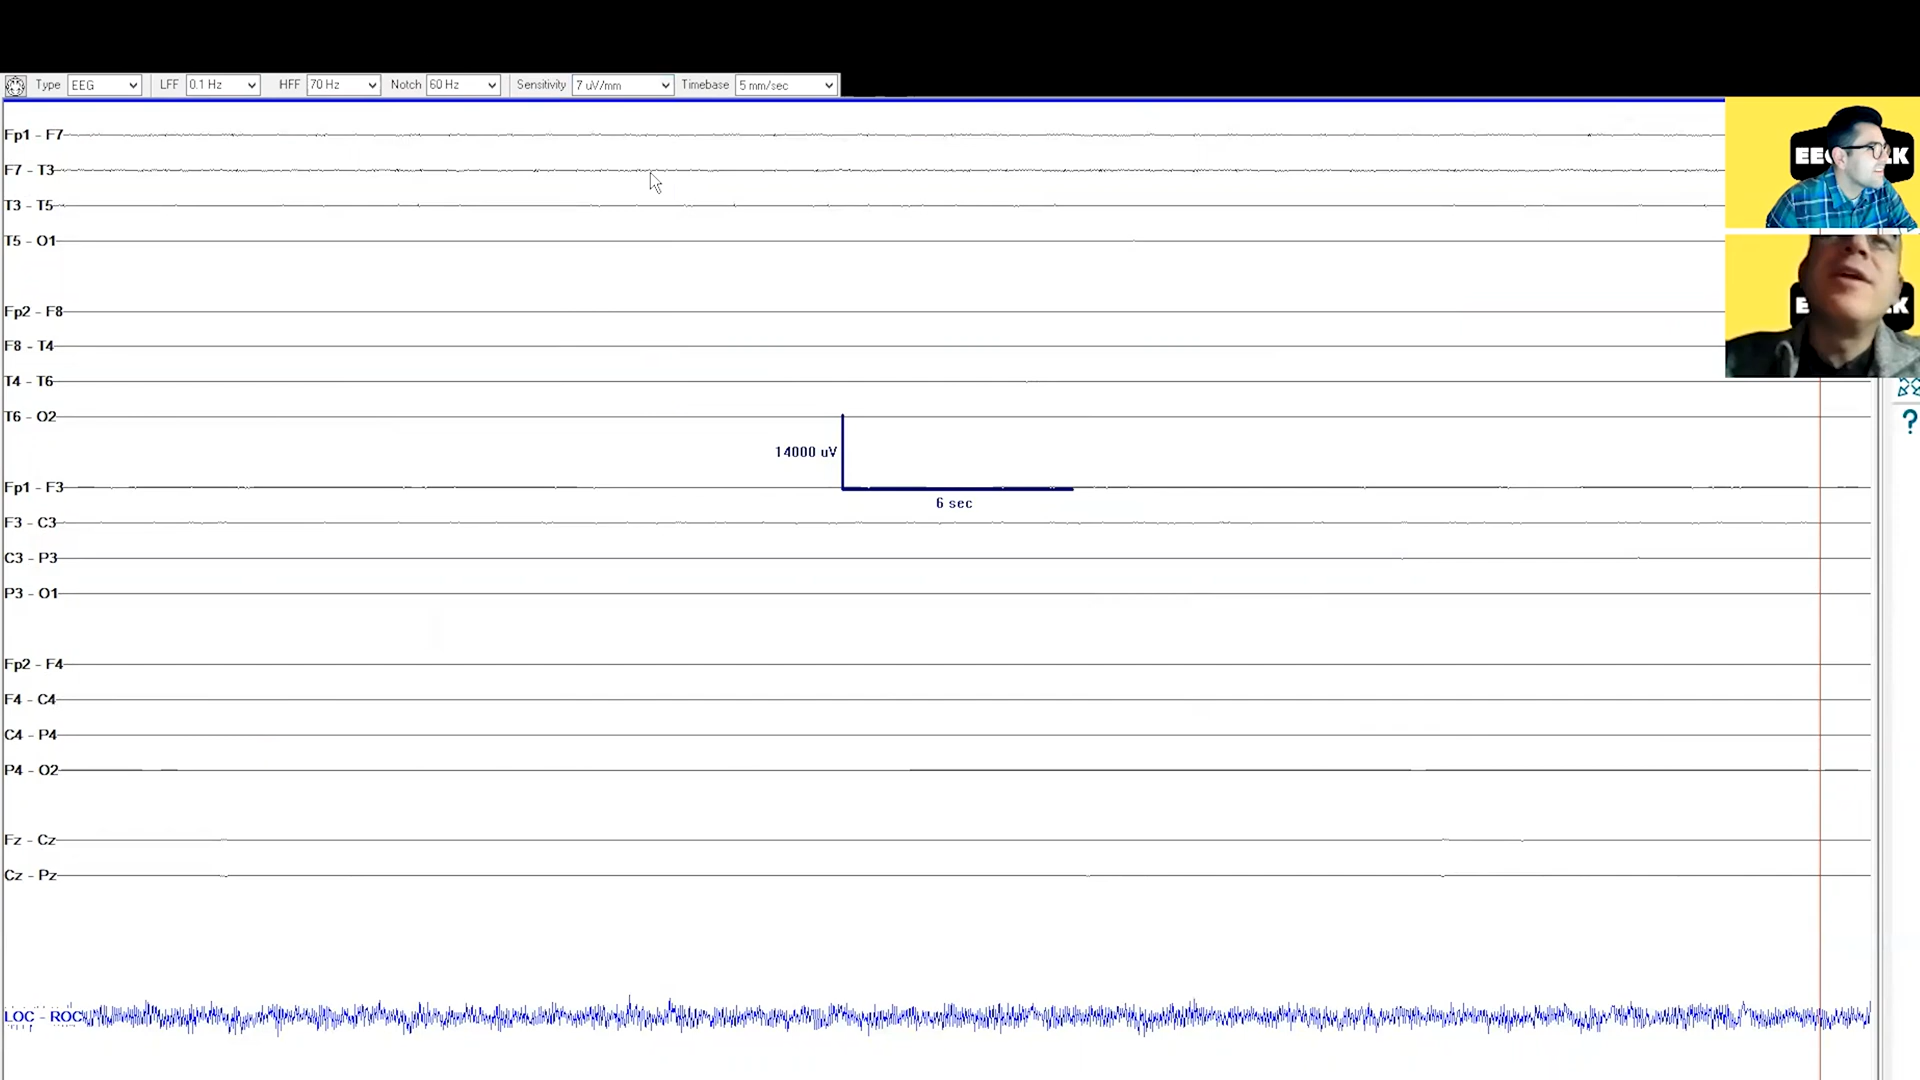 Type EEG LFF 0.1 Hz HFF 70 Hz Notch 60 Hz Sensitivity 7 uV/mm Timebase 5 mm/sec
Fp1 - F7
F7 - T3
T3 - T5
T5 - O1
Fp2 - F8
F8 - T4
T4 - T6
T6 - O2
14000 uV
Fp1 - F3
6 sec
F3 - C3
C3 - P3
P3 - O1
Fp2 - F4
F4 - C4
C4 - P4
P4 - O2
Fz - Cz
Cz - Pz
LOC - ROC
?